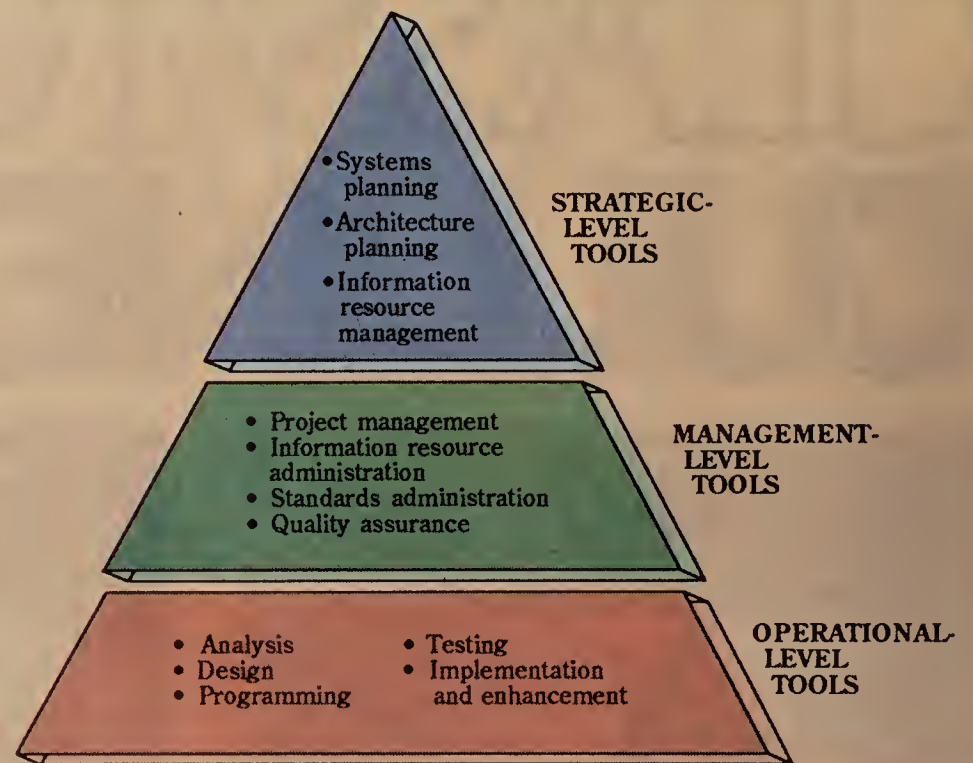 • Systems
planning
• Architecture
planning
• Information
resource
management
STRATEGIC-
LEVEL
TOOLS
• Project management
• Information resource
administration
• Standards administration
• Quality assurance
MANAGEMENT-
LEVEL
TOOLS
• Analysis
• Design
• Programming
• Testing
• Implementation
and enhancement
OPERATIONAL-
LEVEL
TOOLS